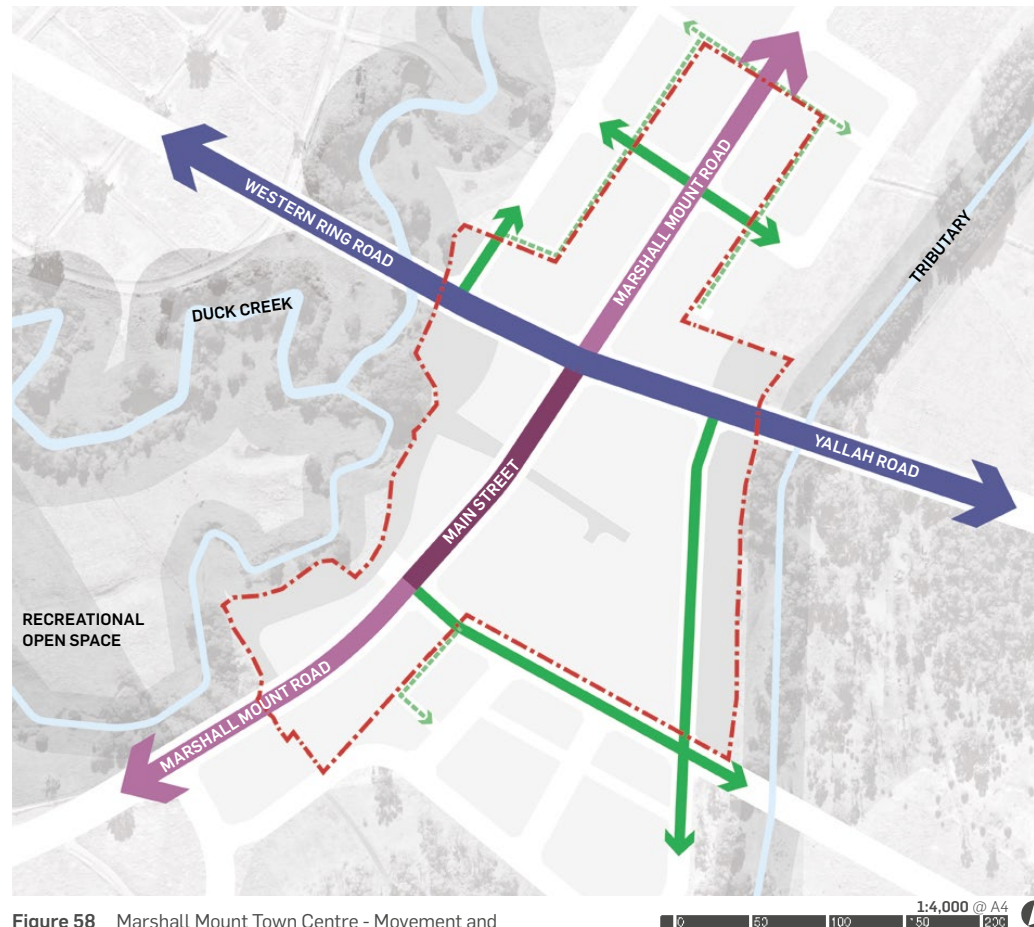 WESTERN RING ROAD
MARSHALL MOUNT ROAD
TRIBUTARY
DUCK CREEK
YALLAH ROAD
MAIN STREET
RECREATIONAL
OPEN SPACE
MARSHALL MOUNT ROAD
1:4,000 @ A4
Figure 58 Marshall Mount Town Centre - Movement and
0 50 100 150 200